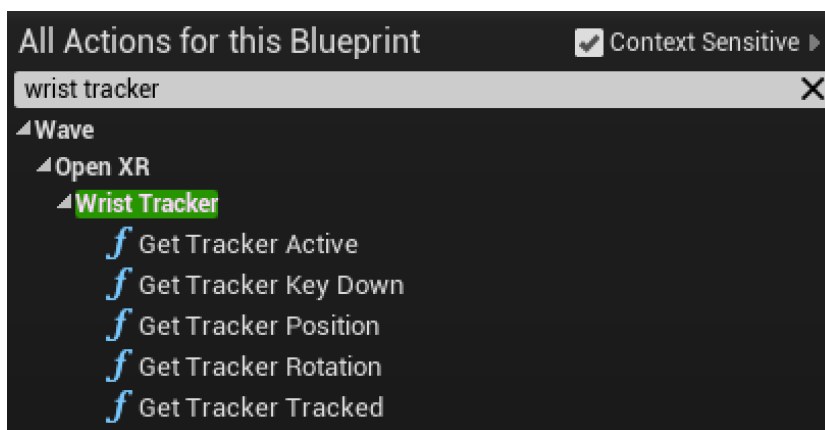 All Actions for this Blueprint Context Sensitive
wrist tracker
Wave
Open XR
Wrist Tracker
f Get Tracker Active
f Get Tracker Key Down
f Get Tracker Position
f Get Tracker Rotation
f Get Tracker Tracked